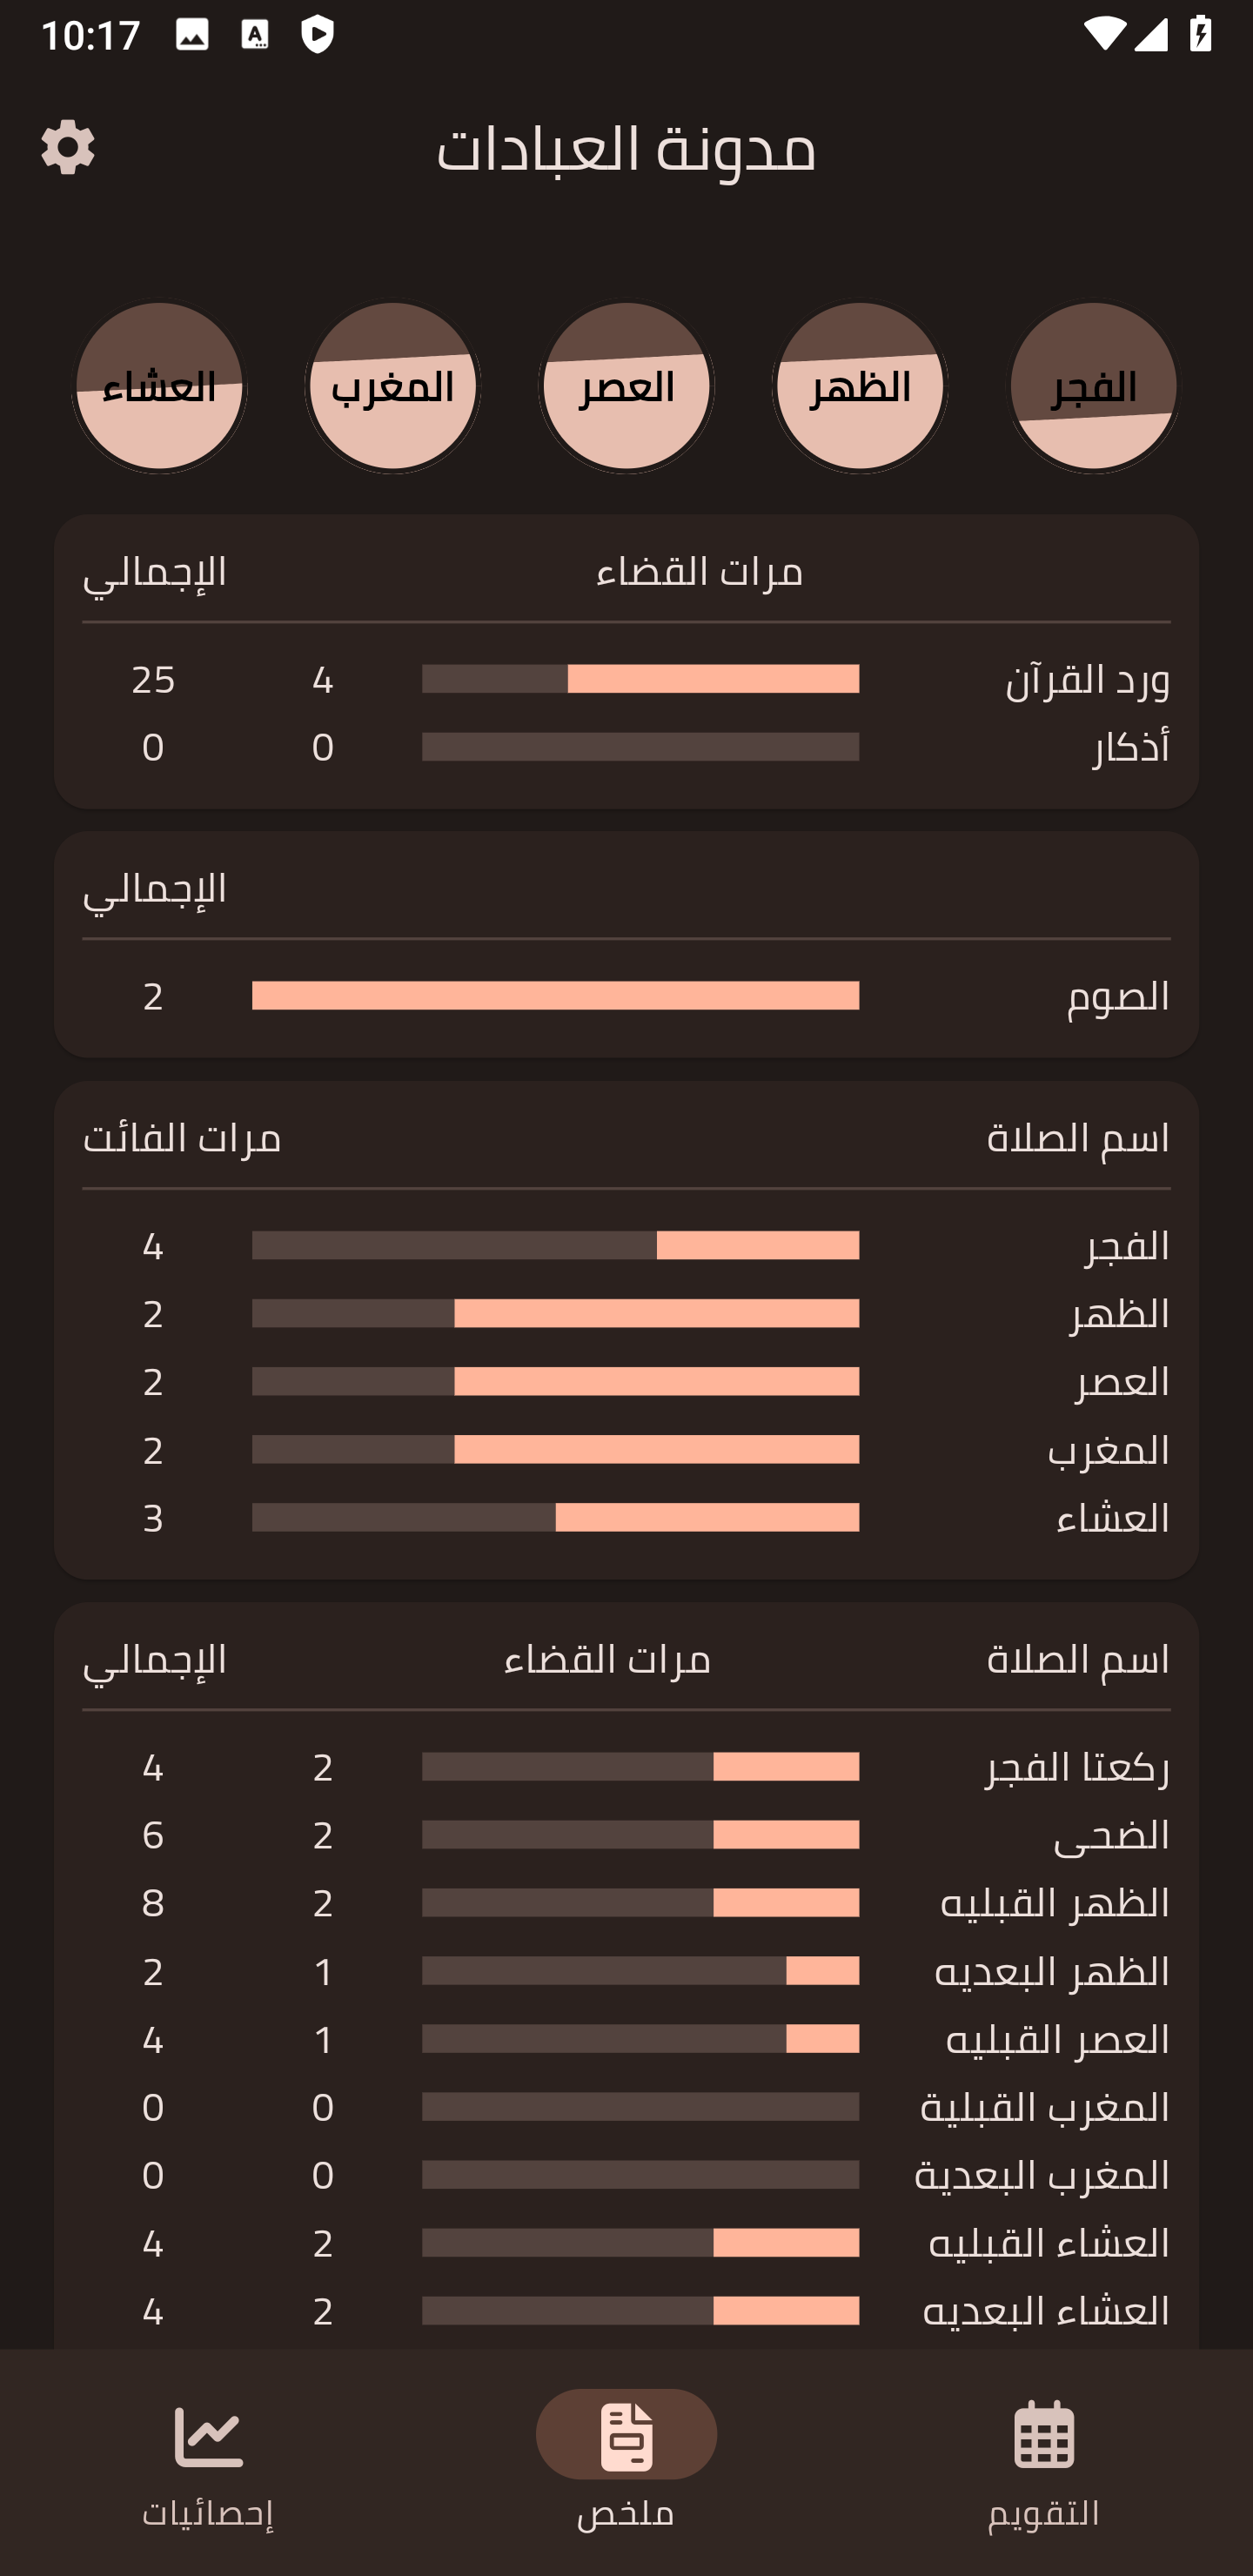 10:17
مدونة العبادات
الفجر الظهر العصر المغرب العشاء
مرات القضاء الإجمالي
ورد القرآن 4 25
أذكار 0 0
الإجمالي
الصوم 2
اسم الصلاة مرات الفائت
الفجر 4
الظهر 2
العصر 2
المغرب 2
العشاء 3
اسم الصلاة مرات القضاء الإجمالي
ركعتا الفجر 2 4
الضحى 2 6
الظهر القبليه 2 8
الظهر البعديه 1 2
العصر القبليه 1 4
المغرب القبلية 0 0
المغرب البعدية 0 0
العشاء القبليه 2 4
العشاء البعديه 2 4
التقويم ملخص إحصائيات